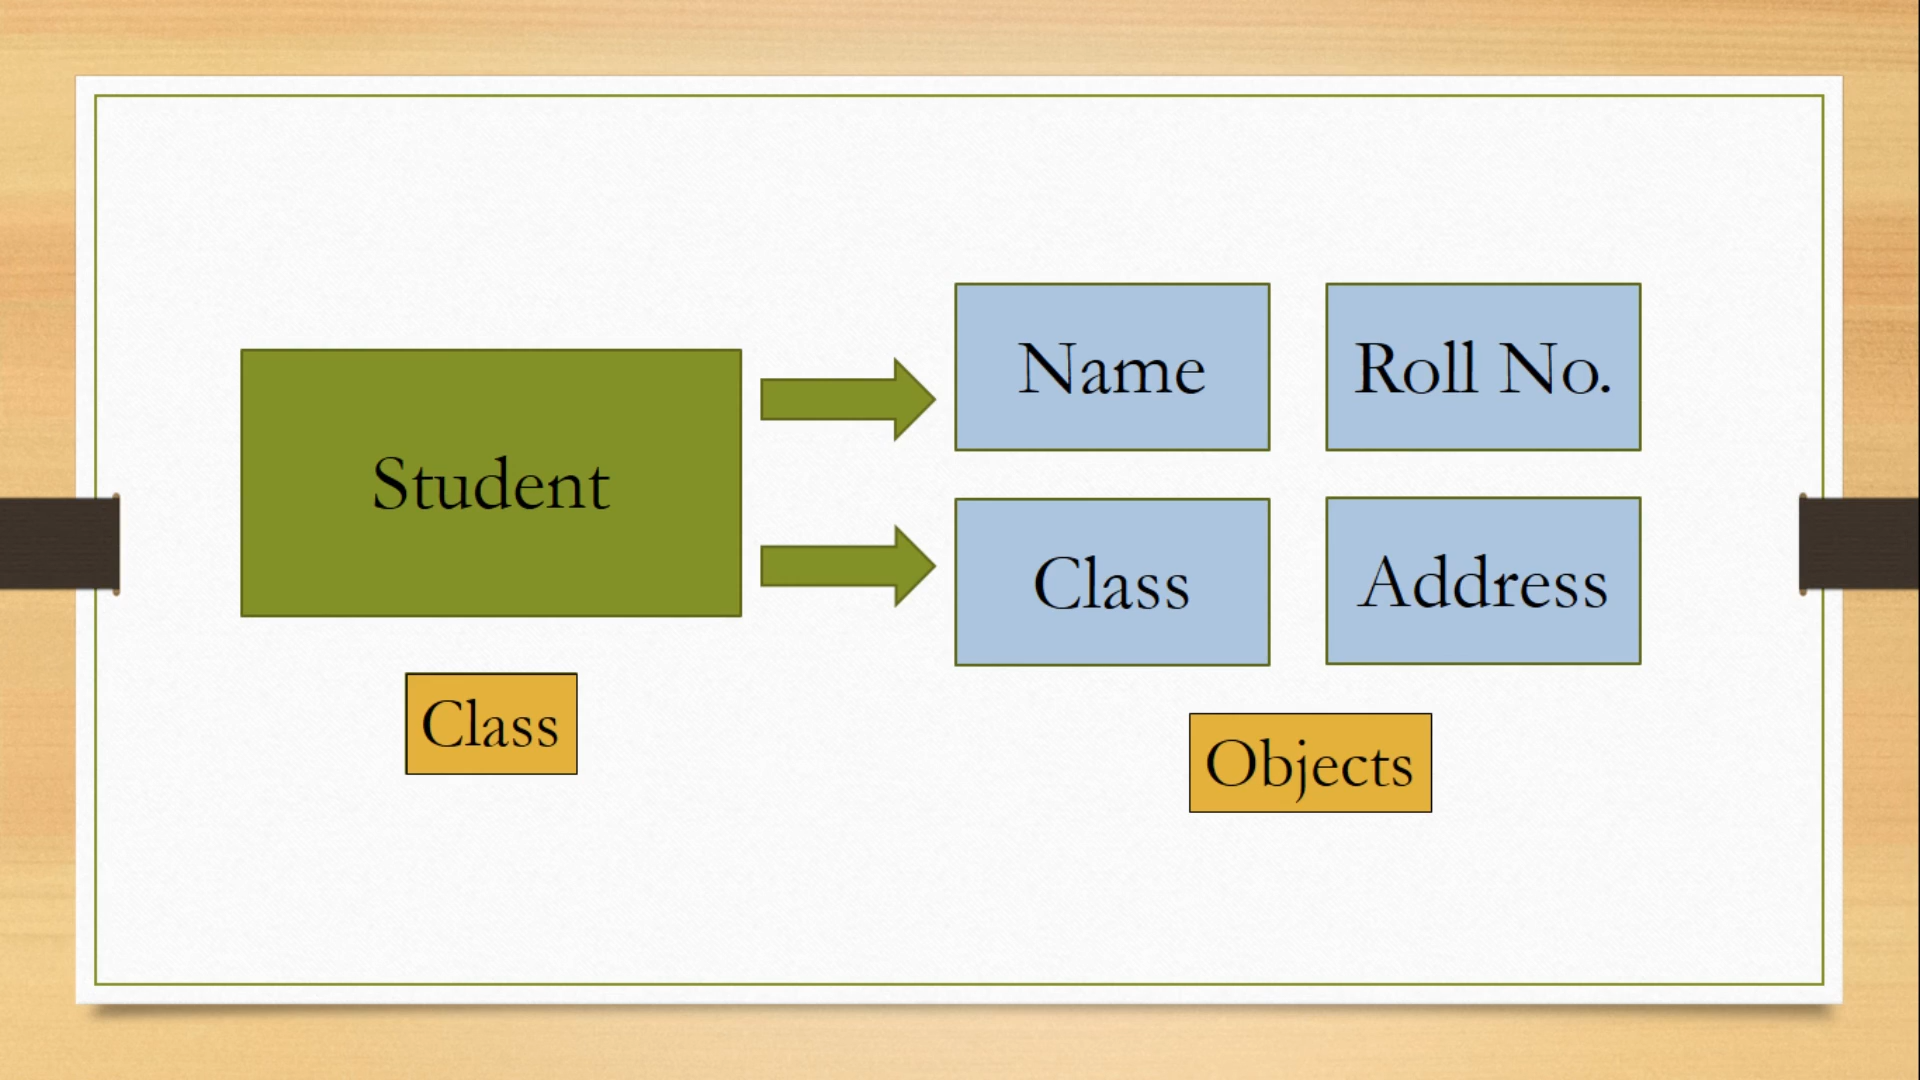 Student
Class
Name
Roll No.
Class
Address
Objects